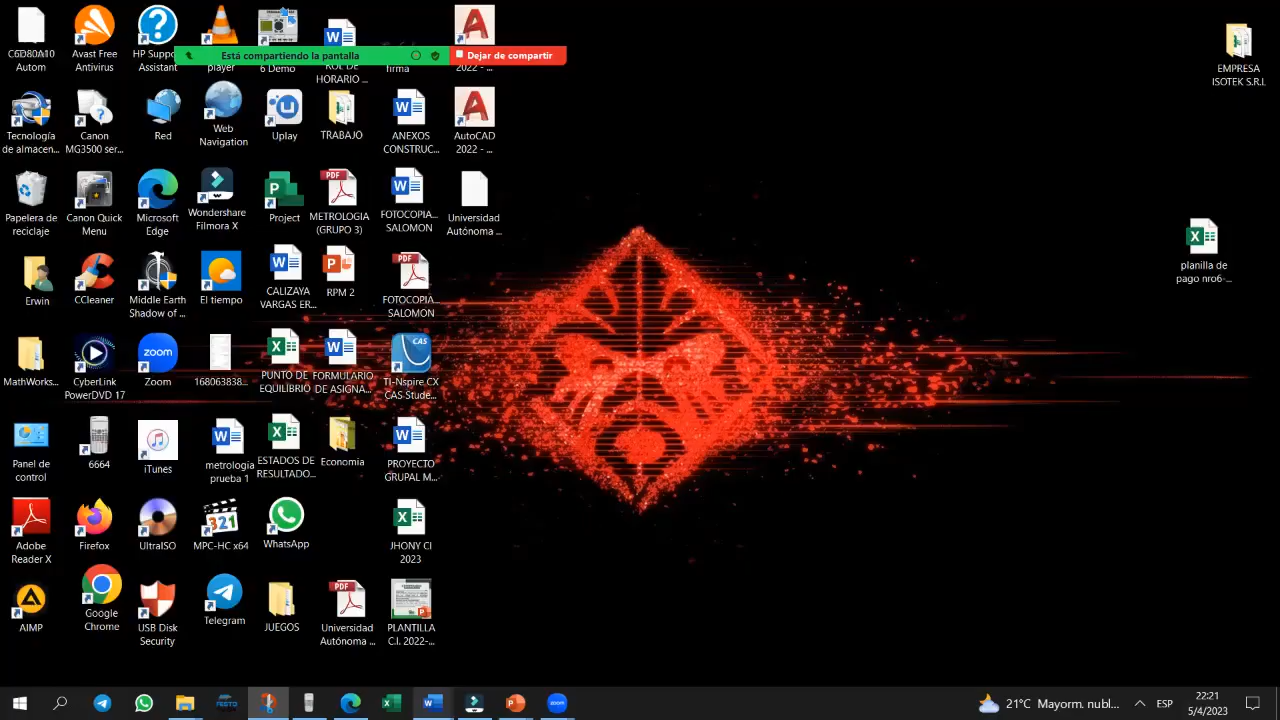 Está compartiendo la pantalla
Dejar de compartir
C6D80A10
Autom
Avast Free
Antivirus
HP Suppo
Assistant
player
6 Demo
HORARIO ...
firma
2022 - ...
EMPRESA
ISOTEK S.R.L
Tecnología
de almacen...
Canon
MG3500 ser...
Red
Web
Navigation
Uplay
TRABAJO
ANEXOS
CONSTRUC...
AutoCAD
2022 - ...
Papelera de
reciclaje
Canon Quick
Menu
Microsoft
Edge
Wondershare
Filmora X
Project
METROLOGIA
(GRUPO 3)
FOTOCOPIA...
SALOMON
Universidad
Autónoma ...
planilla de
pago nro6-...
Erwin
CCleaner
Middle Earth
Shadow of ...
El tiempo
CALIZAYA
VARGAS ER...
RPM 2
FOTOCOPIA...
SALOMON
MathWorks...
CyberLink
PowerDVD 17
Zoom
168063838...
PUNTO DE
EQUILIBRIO
FORMULARIO
DE ASIGNA...
TI-Nspire CX
CAS Stude...
Panel de
control
6664
iTunes
metrologia
prueba 1
ESTADOS DE
RESULTADO...
Economia
PROYECTO
GRUPAL M...
Adobe
Reader X
Firefox
UltraISO
MPC-HC x64
WhatsApp
JHONY CI
2023
AIMP
Google
Chrome
USB Disk
Security
Telegram
JUEGOS
Universidad
Autónoma ...
PLANTILLA
C.I. 2022-...
21°C Mayorm. nubl...
ESP
22:21
5/4/2023